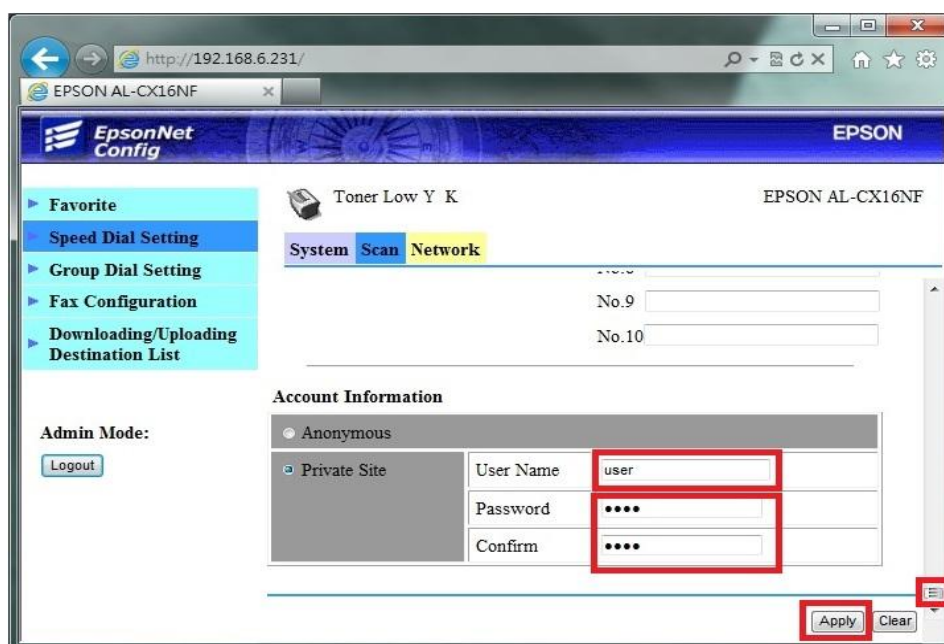 http://192.168.6.231/
EPSON AL-CX16NF
EpsonNet
Config
EPSON
Favorite
Speed Dial Setting
Group Dial Setting
Fax Configuration
Downloading/Uploading
Destination List
Admin Mode:
Logout
Toner Low Y K
EPSON AL-CX16NF
System Scan Network
No.9
No.10
Account Information
Anonymous
Private Site
User Name
user
Password
••••
Confirm
••••
Apply
Clear